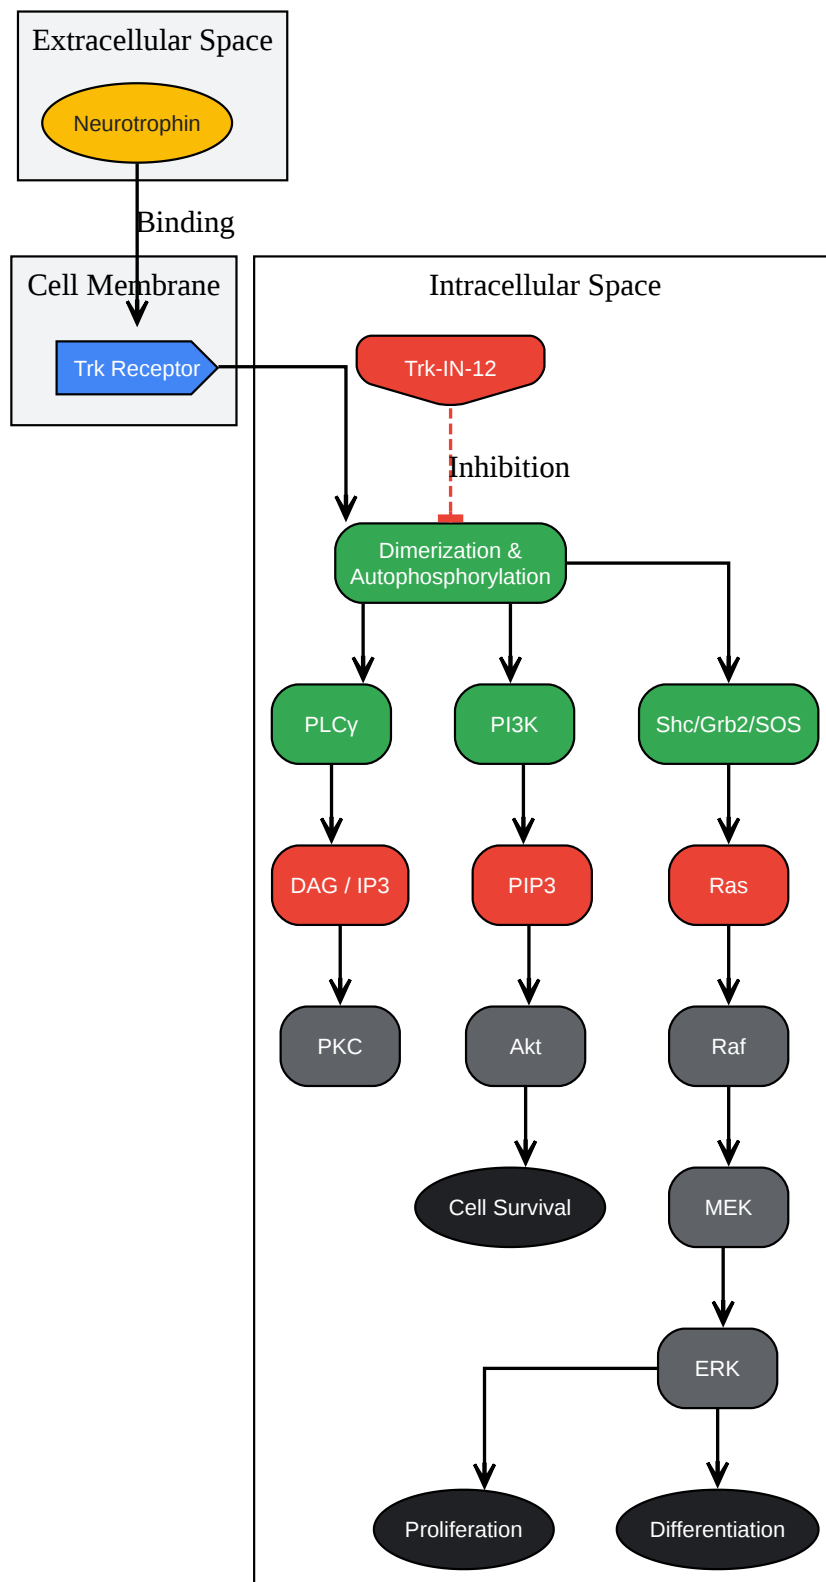 Extracellular Space
Neurotrophin
Binding
Cell Membrane
Intracellular Space
Trk Receptor
Trk-IN-12
Inhibition
Dimerization &
Autophosphorylation
PLCγ
PI3K
Shc/Grb2/SOS
DAG / IP3
PIP3
Ras
PKC
Akt
Raf
Cell Survival
MEK
ERK
Proliferation
Differentiation